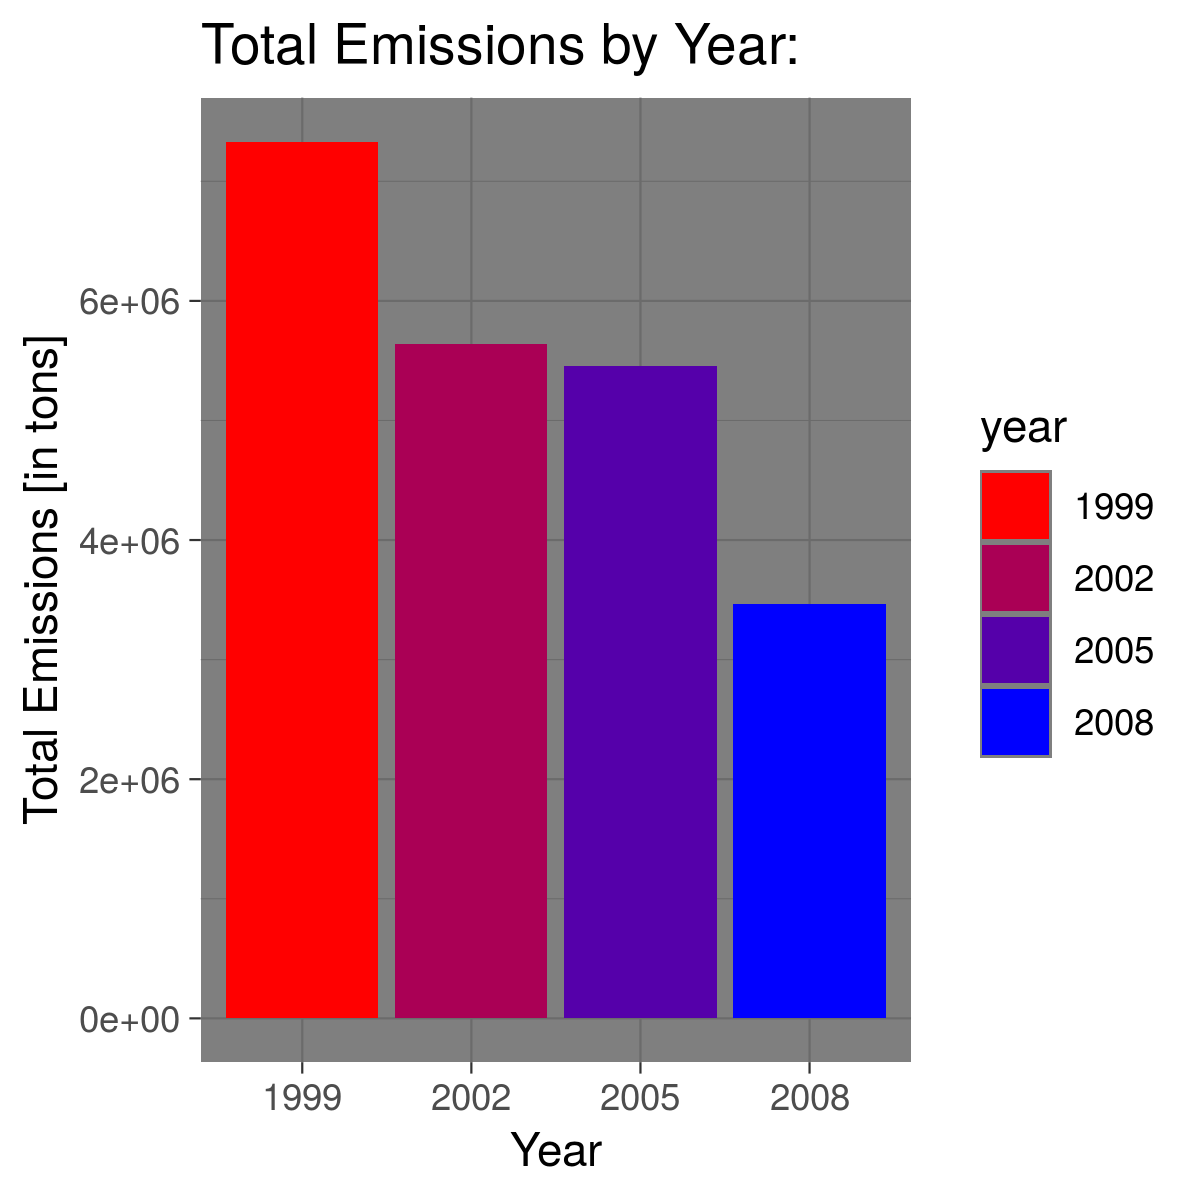 Total Emissions by Year:
Total Emissions [in tons]
6e+06
4e+06
2e+06
0e+00
1999 2002 2005 2008
Year
year
1999
2002
2005
2008